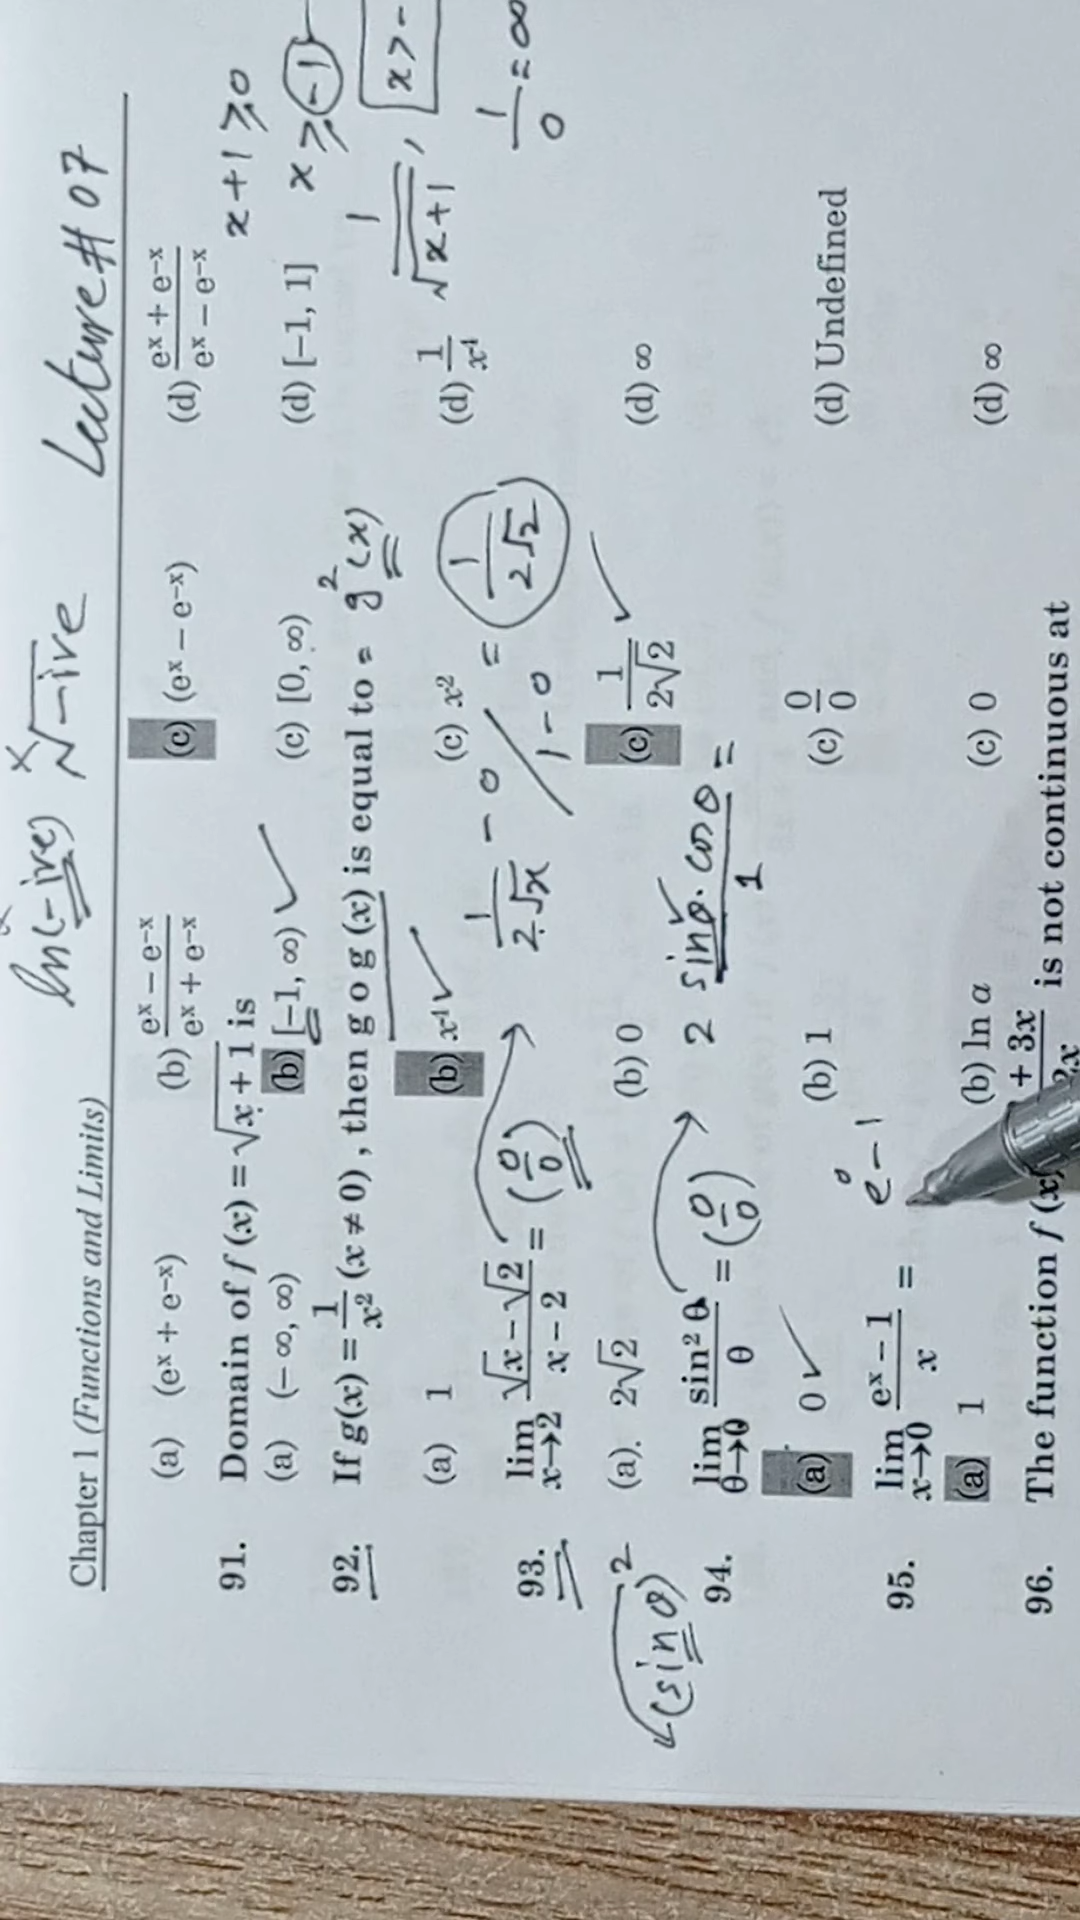 ln(-ive) √-ive Lecture # 07
Chapter 1 (Functions and Limits)
(a) (eˣ + e⁻ˣ) (b) (eˣ − e⁻ˣ)/(eˣ + e⁻ˣ) (c) (eˣ − e⁻ˣ) (d) (eˣ + e⁻ˣ)/(eˣ − e⁻ˣ)
x+1 ≥ 0
91. Domain of f (x) = √(x + 1) is
(a) (− ∞, ∞) (b) [−1, ∞) ✓ (c) [0, ∞) (d) [−1, 1] x ≥ -1
92. If g(x) = 1/x² (x ≠ 0) , then g o g (x) is equal to = g²(x)
1/√(x+1) , x > -
(a) 1 (b) x⁴ ✓ (c) x² (d) 1/x⁴
1/0 = ∞
93. lim x→2 (√x − √2)/(x − 2) = (0/0) 1/(2√x) - 0 / 1 - 0 = 1/(2√2)
(a). 2√2 (b) 0 (c) 1/(2√2) ✓ (d) ∞
(sin θ)²
94. lim θ→0 sin² θ/θ = (0/0) 2 sinθ. cosθ/1 =
(a) 0 ✓ (b) 1 (c) 0/0 (d) Undefined
95. lim x→0 (eˣ − 1)/x = e⁰ - 1
(a) 1 (b) ln a (c) 0 (d) ∞
96. The function f (x) + 3x is not continuous at